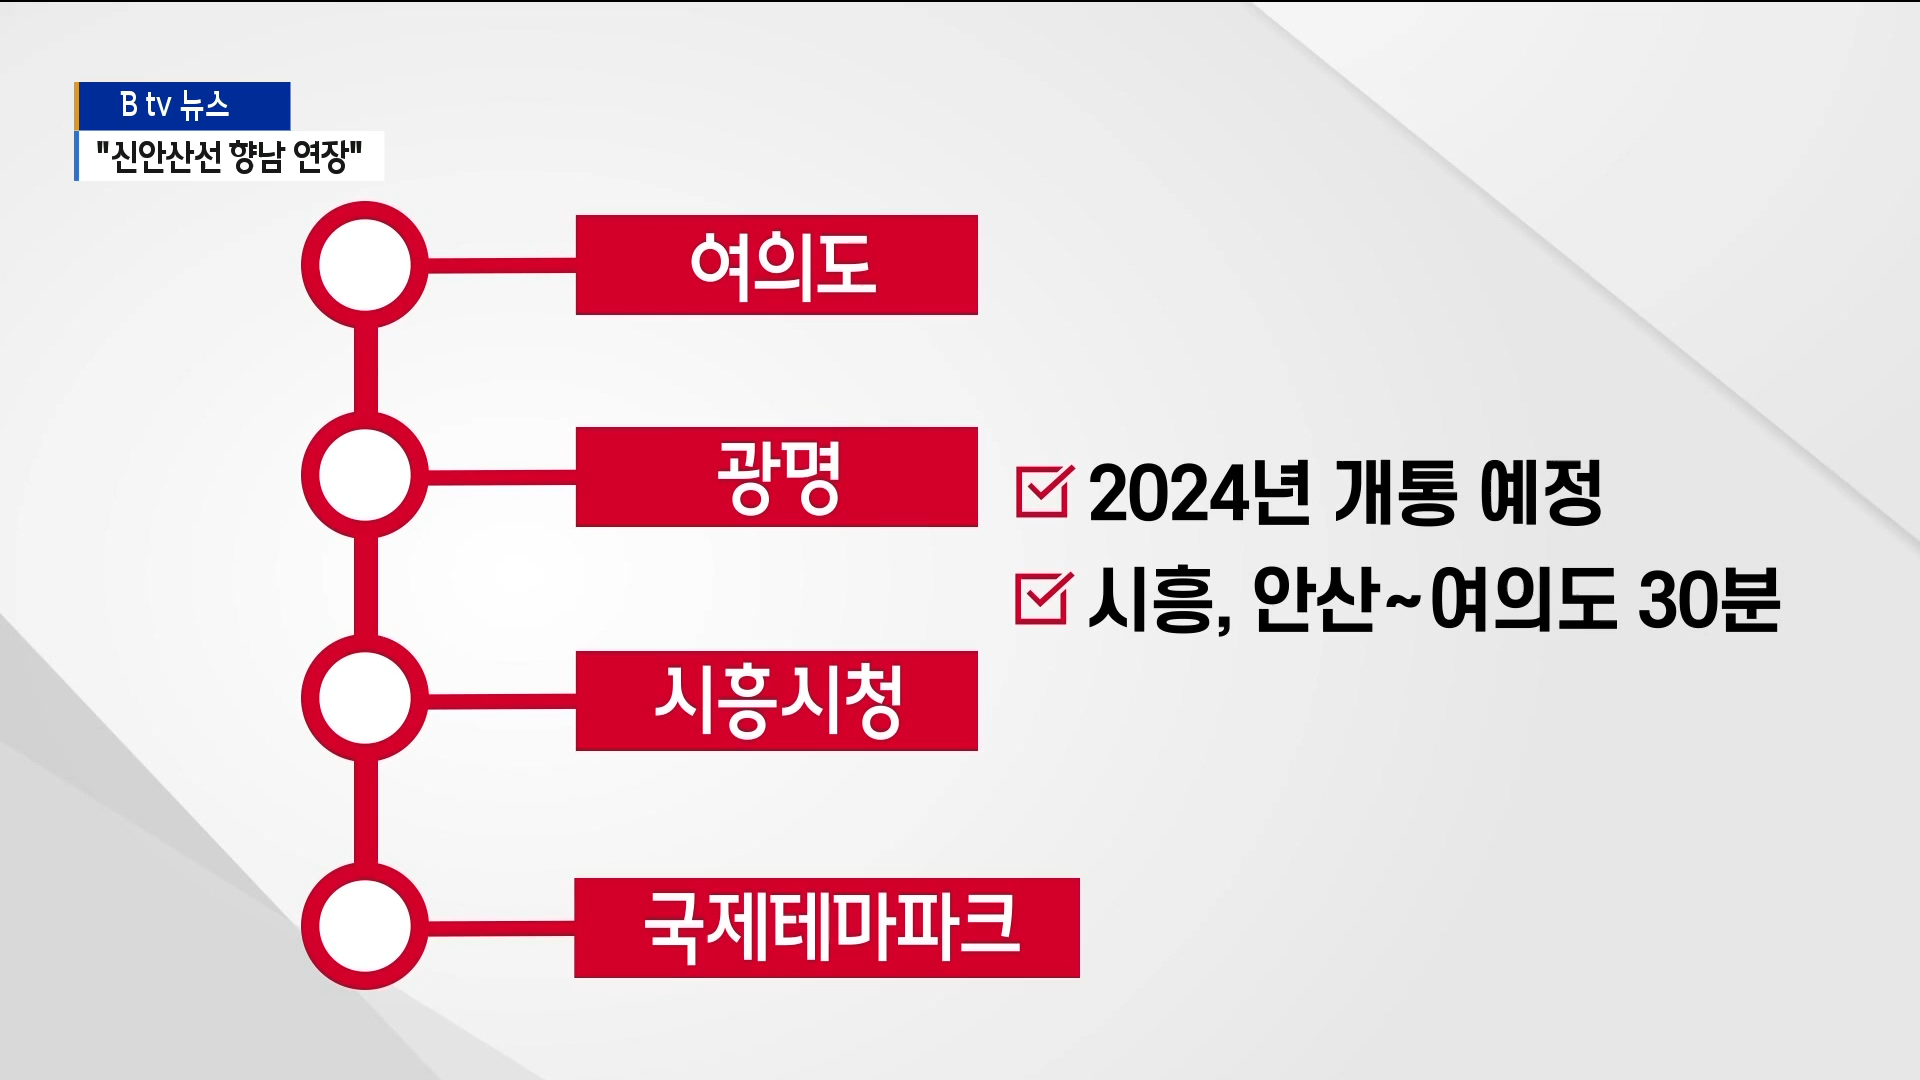 B tv 뉴스
"신안산선 향남 연장"
여의도
광명
시흥시청
국제테마파크
2024년 개통 예정
시흥, 안산~여의도 30분